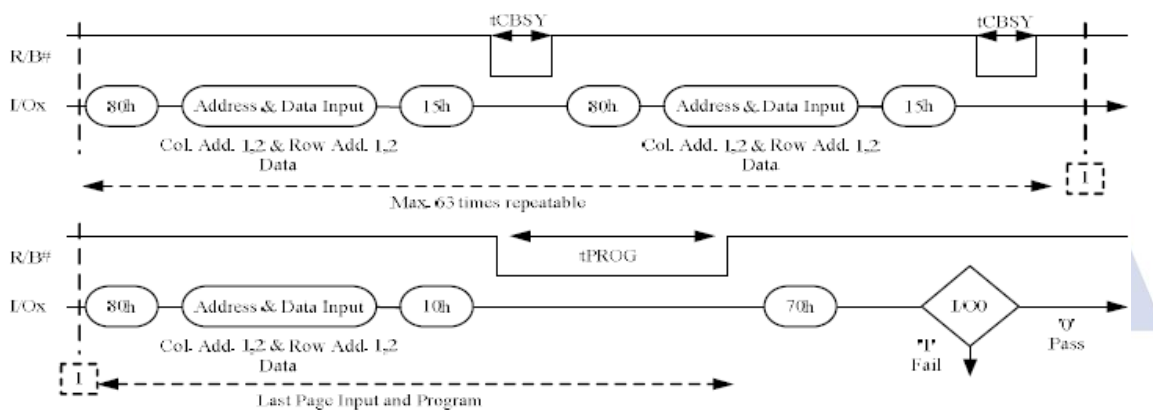 tCBSY tCBSY
R/B#
I/Ox 80h Address & Data Input 15h 80h Address & Data Input 15h
Col. Add. 1,2 & Row Add. 1,2 Col. Add. 1,2 & Row Add. 1,2
Data Data
1
Max. 63 times repeatable
R/B# tPROG
I/Ox 80h Address & Data Input 10h 70h I/O0 "0"
Col. Add. 1,2 & Row Add. 1,2 "1" Pass
Data Fail
1
Last Page Input and Program